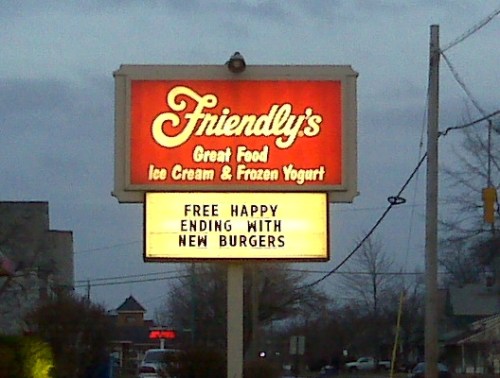 Friendly's
Great Food
Ice Cream & Frozen Yogurt
FREE HAPPY
ENDING WITH
NEW BURGERS